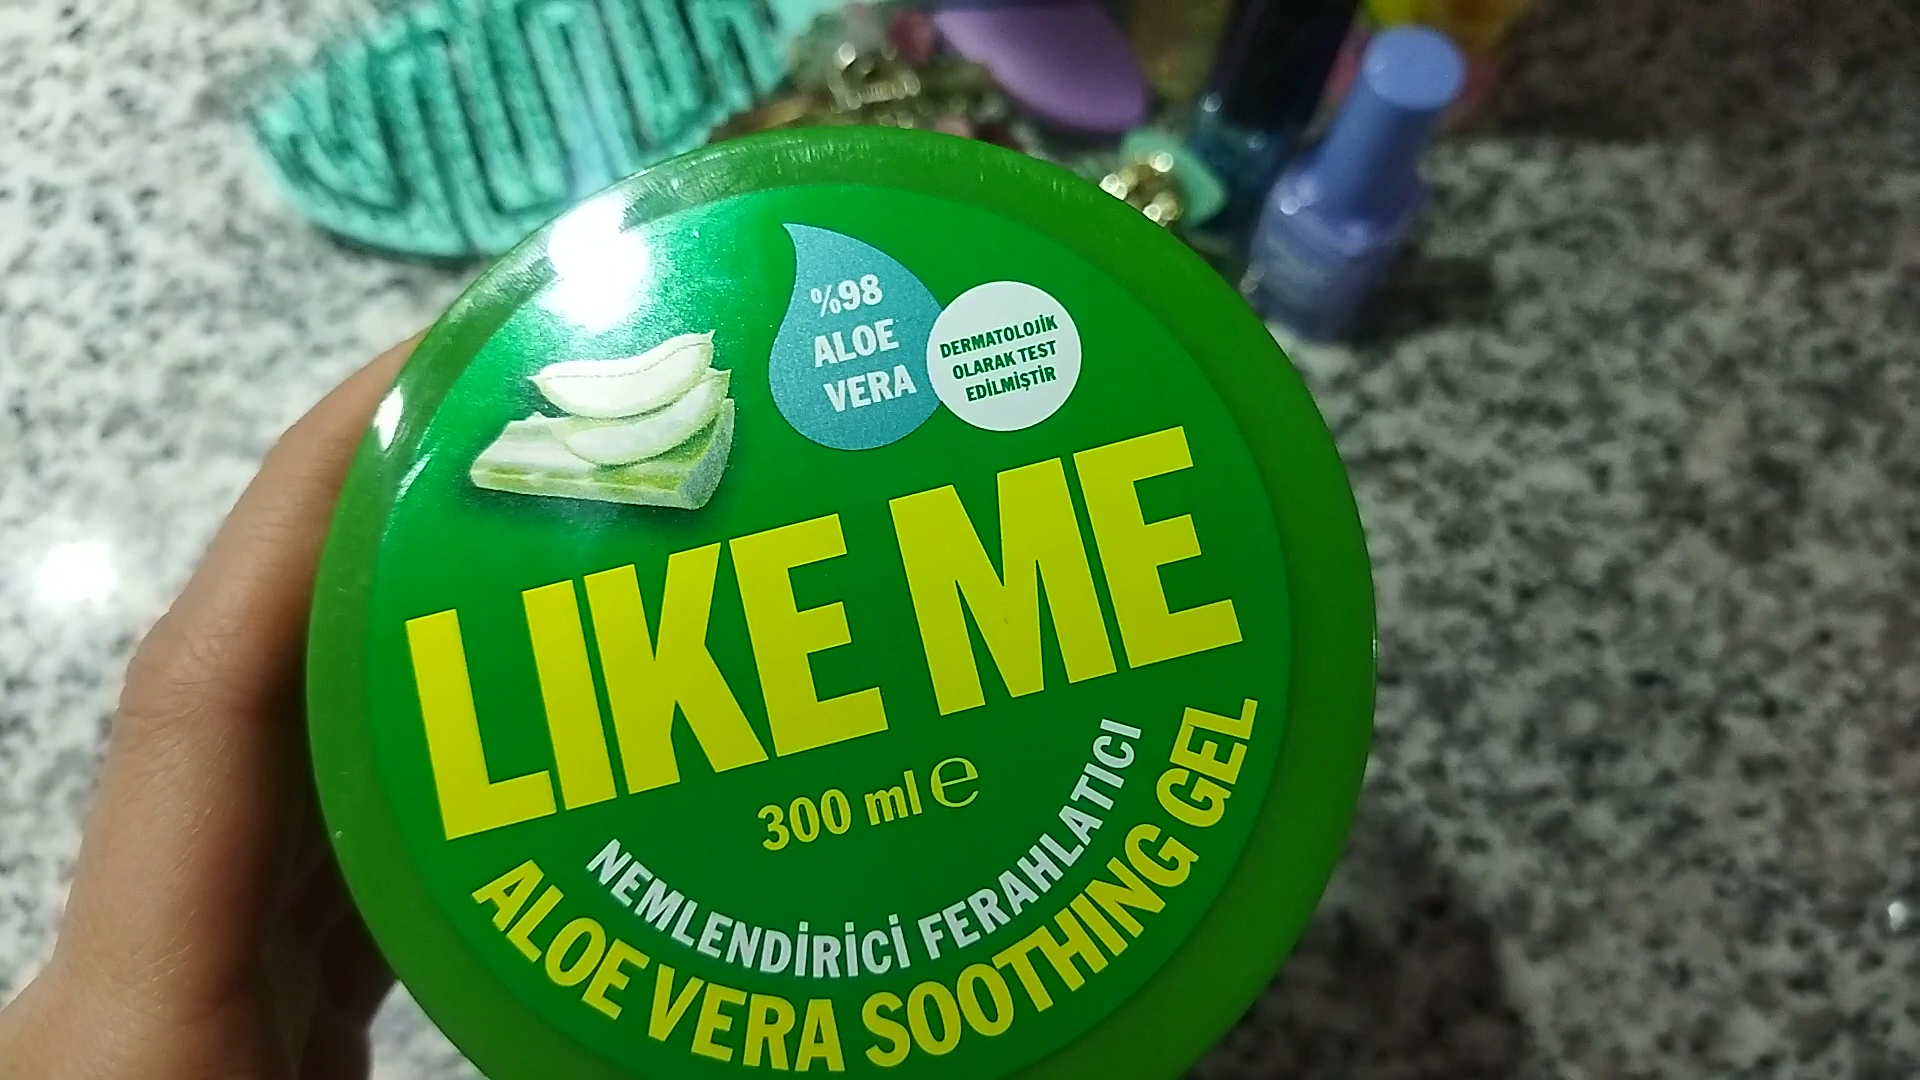 %98
ALOE
VERA
DERMATOLOJİK
OLARAK TEST
EDİLMİŞTİR
LIKE ME
300 ml ℮
NEMLENDİRİCİ FERAHLATICI
ALOE VERA SOOTHING GEL